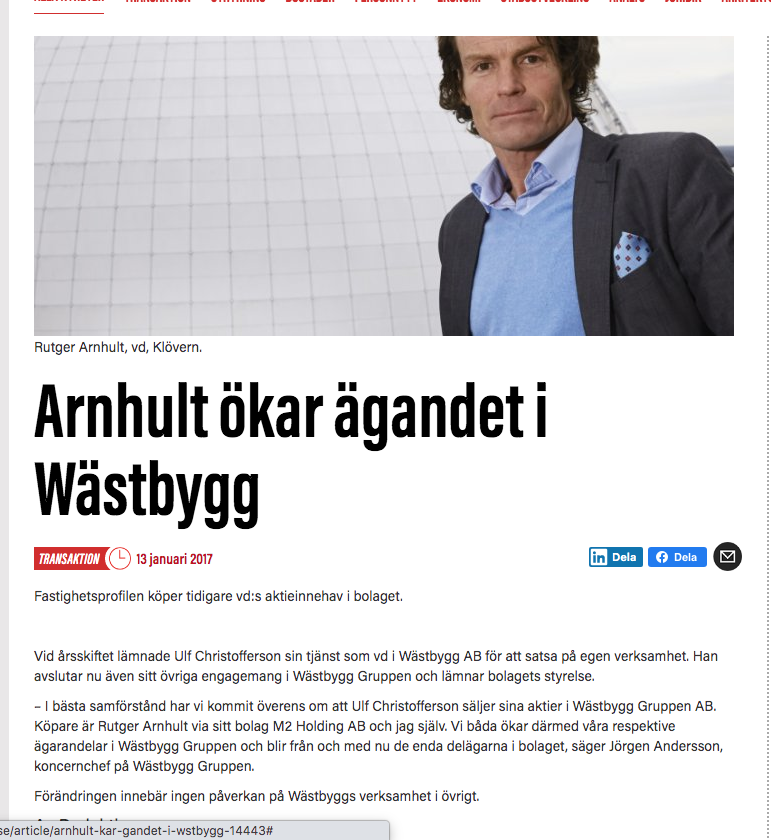 Rutger Arnhult, vd, Klövern.
Arnhult ökar ägandet i
Wästbygg
TRANSAKTION 13 januari 2017
in Dela Dela
Fastighetsprofilen köper tidigare vd:s aktieinnehav i bolaget.
Vid årsskiftet lämnade Ulf Christofferson sin tjänst som vd i Wästbygg AB för att satsa på egen verksamhet. Han
avslutar nu även sitt övriga engagemang i Wästbygg Gruppen och lämnar bolagets styrelse.
– I bästa samförstånd har vi kommit överens om att Ulf Christofferson säljer sina aktier i Wästbygg Gruppen AB.
Köpare är Rutger Arnhult via sitt bolag M2 Holding AB och jag själv. Vi båda ökar därmed våra respektive
ägarandelar i Wästbygg Gruppen och blir från och med nu de enda delägarna i bolaget, säger Jörgen Andersson,
koncernchef på Wästbygg Gruppen.
Förändringen innebär ingen påverkan på Wästbyggs verksamhet i övrigt.
se/article/arnhult-kar-gandet-i-wstbygg-14443#